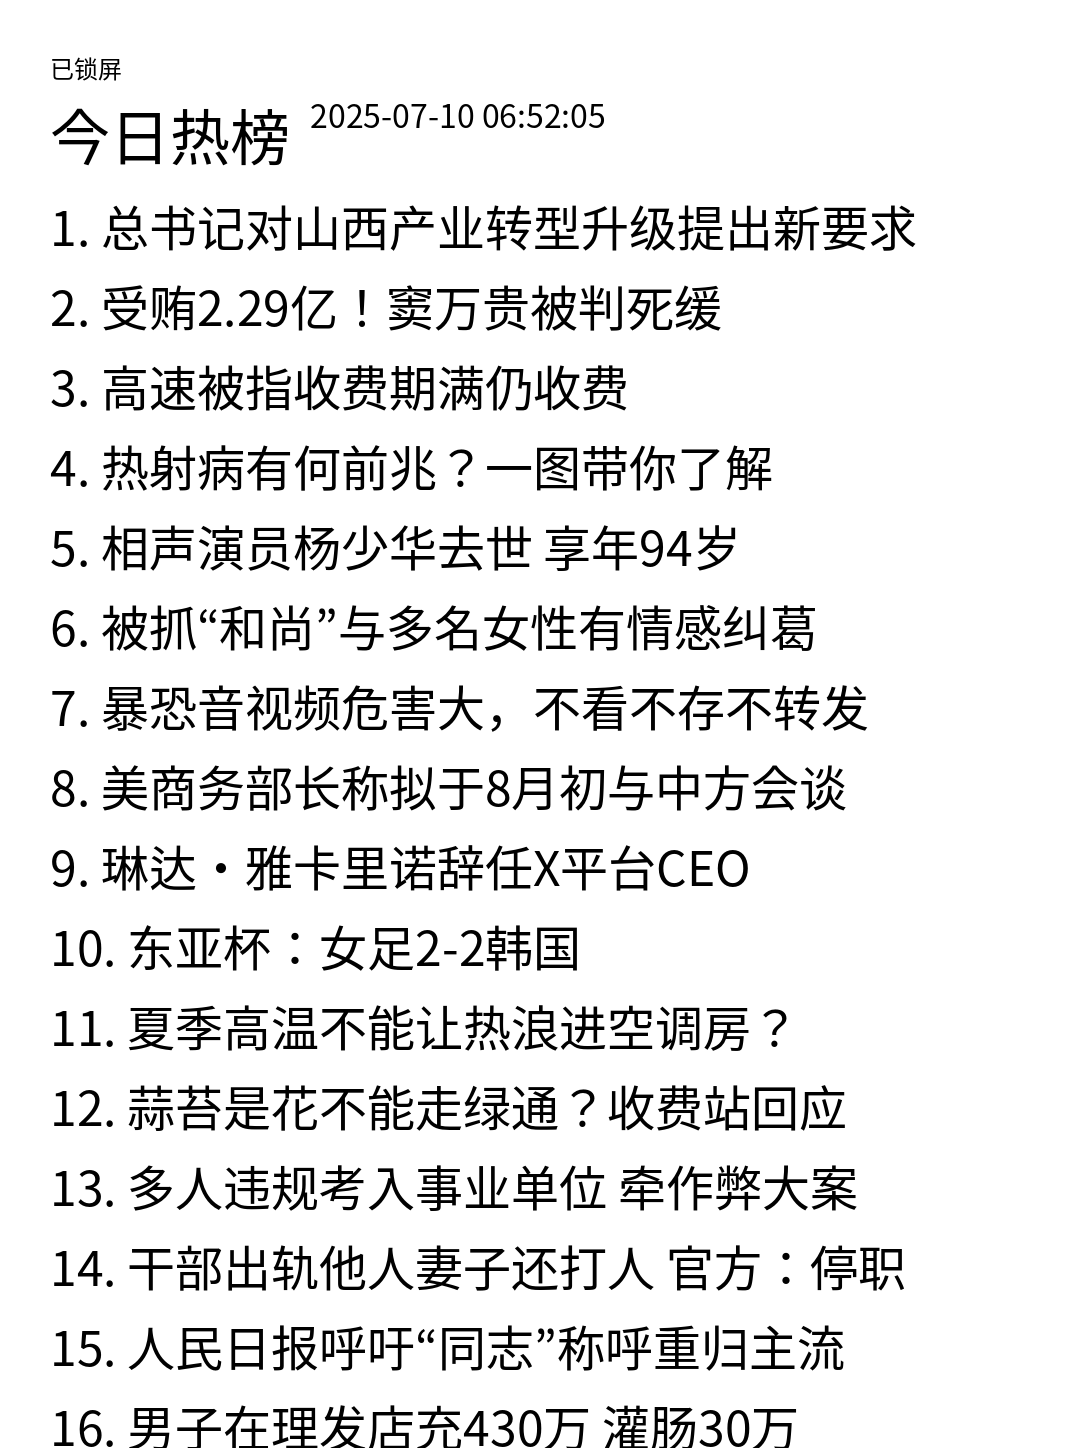 已锁屏
今日热榜 2025-07-10 06:52:05
1. 总书记对山西产业转型升级提出新要求
2. 受贿2.29亿！窦万贵被判死缓
3. 高速被指收费期满仍收费
4. 热射病有何前兆？一图带你了解
5. 相声演员杨少华去世 享年94岁
6. 被抓“和尚”与多名女性有情感纠葛
7. 暴恐音视频危害大，不看不存不转发
8. 美商务部长称拟于8月初与中方会谈
9. 琳达・雅卡里诺辞任X平台CEO
10. 东亚杯：女足2-2韩国
11. 夏季高温不能让热浪进空调房？
12. 蒜苔是花不能走绿通？收费站回应
13. 多人违规考入事业单位 牵作弊大案
14. 干部出轨他人妻子还打人 官方：停职
15. 人民日报呼吁“同志”称呼重归主流
16. 男子在理发店充430万 灌肠30万